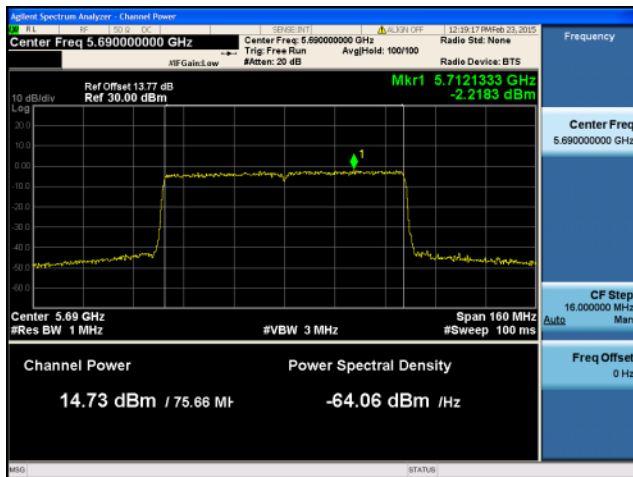 Agilent Spectrum Analyzer - Channel Power
RL RF 50 Ω DC SENSE:INT ALIGN OFF 12:19:17 PM Feb 23, 2015
Center Freq 5.690000000 GHz
Center Freq: 5.690000000 GHz
Radio Std: None
Trig: Free Run Avg|Hold: 100/100
#IFGain:Low #Atten: 20 dB Radio Device: BTS
Mkr1 5.7121333 GHz
-2.2183 dBm
Ref Offset 13.77 dB
10 dB/div Ref 30.00 dBm
Log
20.0
10.0
0.00
-10.0
-20.0
-30.0
-40.0
-50.0
-60.0
1
Center 5.69 GHz Span 160 MHz
#Res BW 1 MHz #VBW 3 MHz #Sweep 100 ms
Channel Power Power Spectral Density
14.73 dBm / 75.66 MH -64.06 dBm /Hz
MSG STATUS
Frequency
Center Freq
5.690000000 GHz
CF Step
16.000000 MHz
Auto Man
Freq Offset
0 Hz